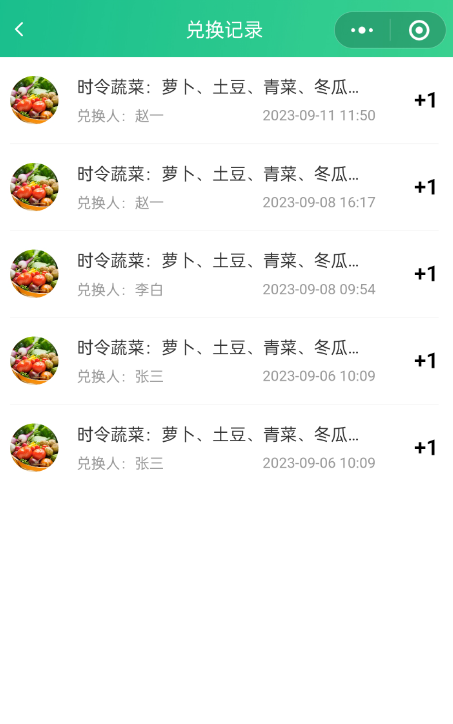 兑换记录
时令蔬菜：萝卜、土豆、青菜、冬瓜...
兑换人：赵一 2023-09-11 11:50 +1
时令蔬菜：萝卜、土豆、青菜、冬瓜...
兑换人：赵一 2023-09-08 16:17 +1
时令蔬菜：萝卜、土豆、青菜、冬瓜...
兑换人：李白 2023-09-08 09:54 +1
时令蔬菜：萝卜、土豆、青菜、冬瓜...
兑换人：张三 2023-09-06 10:09 +1
时令蔬菜：萝卜、土豆、青菜、冬瓜...
兑换人：张三 2023-09-06 10:09 +1